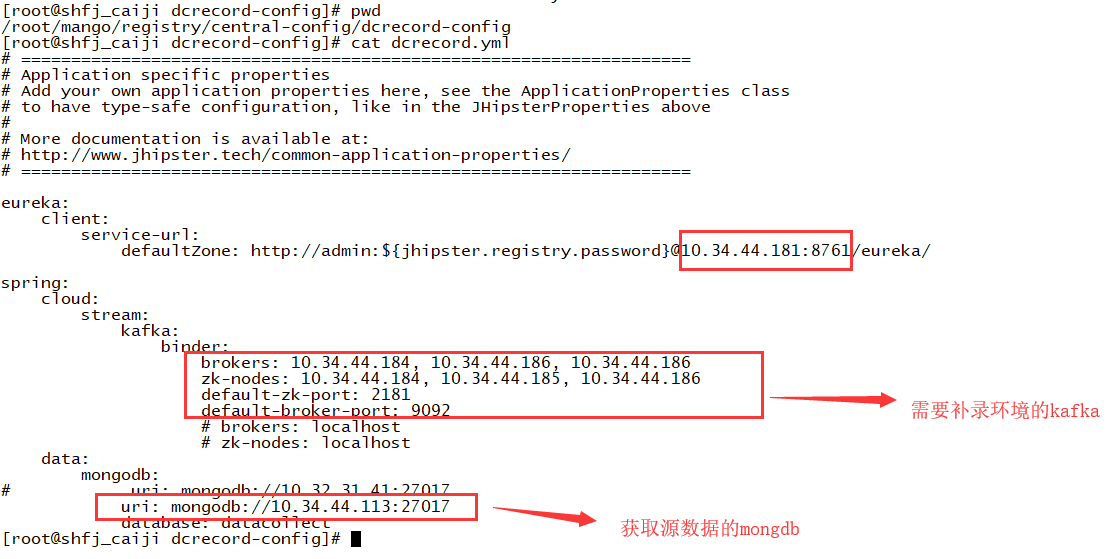 [root@shfj_caiji dcrecord-config]# pwd
/root/mango/registry/central-config/dcrecord-config
[root@shfj_caiji dcrecord-config]# cat dcrecord.yml
# ===================================================================
# Application specific properties
# Add your own application properties here, see the ApplicationProperties class
# to have type-safe configuration, like in the JHipsterProperties above
#
# More documentation is available at:
# http://www.jhipster.tech/common-application-properties/
# ===================================================================
eureka:
    client:
        service-url:
            defaultZone: http://admin:${jhipster.registry.password}@10.34.44.181:8761/eureka/
spring:
    cloud:
        stream:
            kafka:
                binder:
                    brokers: 10.34.44.184, 10.34.44.186, 10.34.44.186
                    zk-nodes: 10.34.44.184, 10.34.44.185, 10.34.44.186
                    default-zk-port: 2181
                    default-broker-port: 9092
需要补录环境的kafka
                    # brokers: localhost
                    # zk-nodes: localhost
    data:
        mongodb:
#            uri: mongodb://10.32.31.41:27017
            uri: mongodb://10.34.44.113:27017
            database: datacollect
获取源数据的mongdb
[root@shfj_caiji dcrecord-config]#